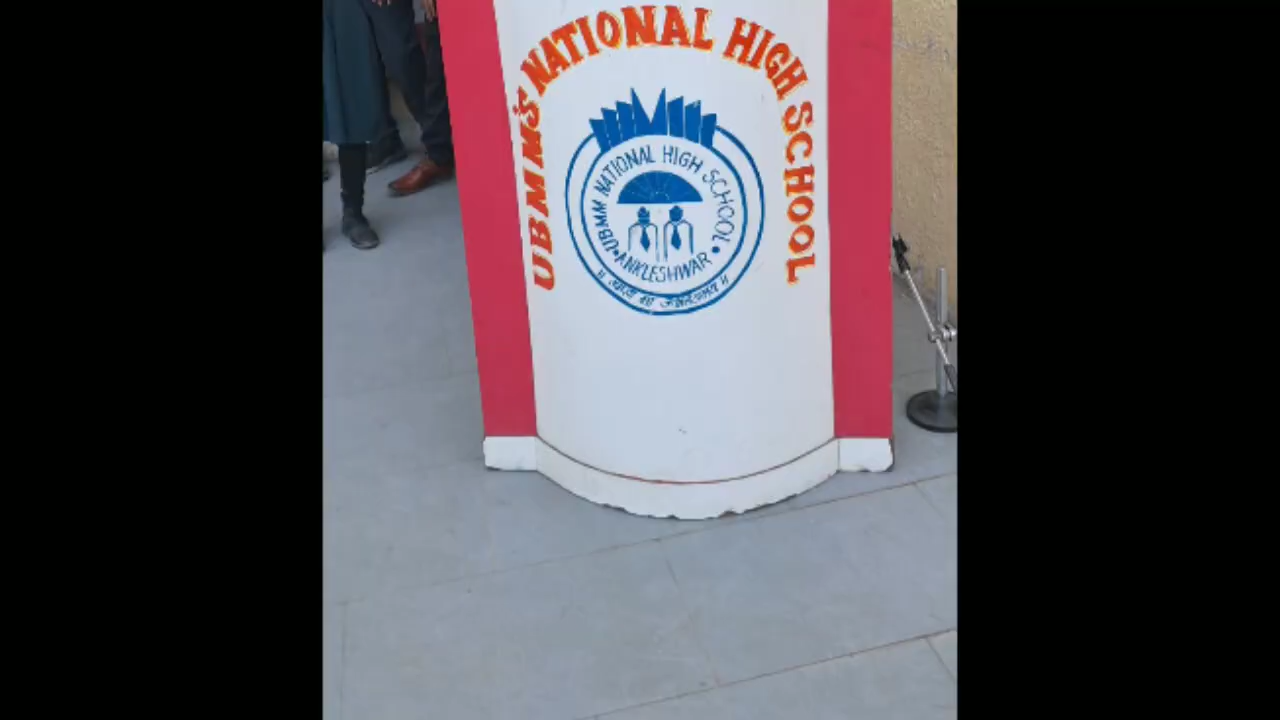 UBMM'S NATIONAL HIGH SCHOOL
UBMM NATIONAL HIGH SCHOOL
• ANKLESHWAR •